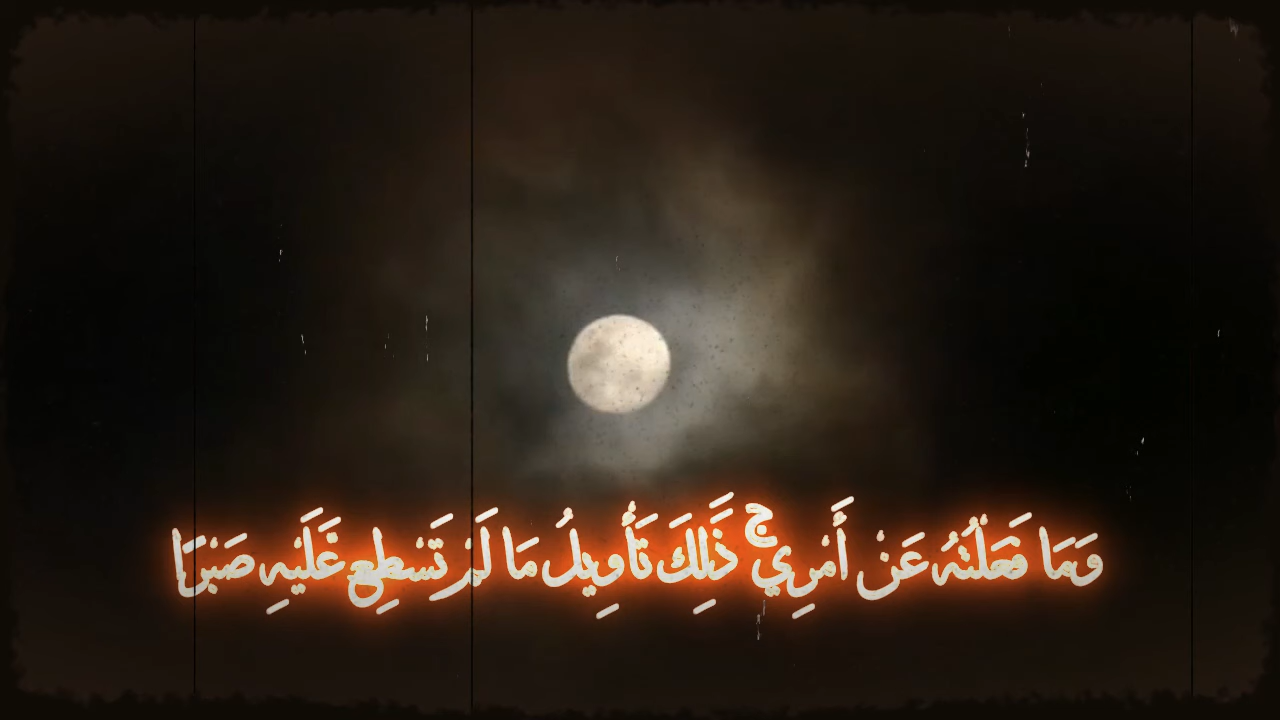 وَمَا فَعَلْتُهُ عَنْ أَمْرِي ۚ ذَٰلِكَ تَأْوِيلُ مَا لَمْ تَسْطِع عَّلَيْهِ صَبْرًا